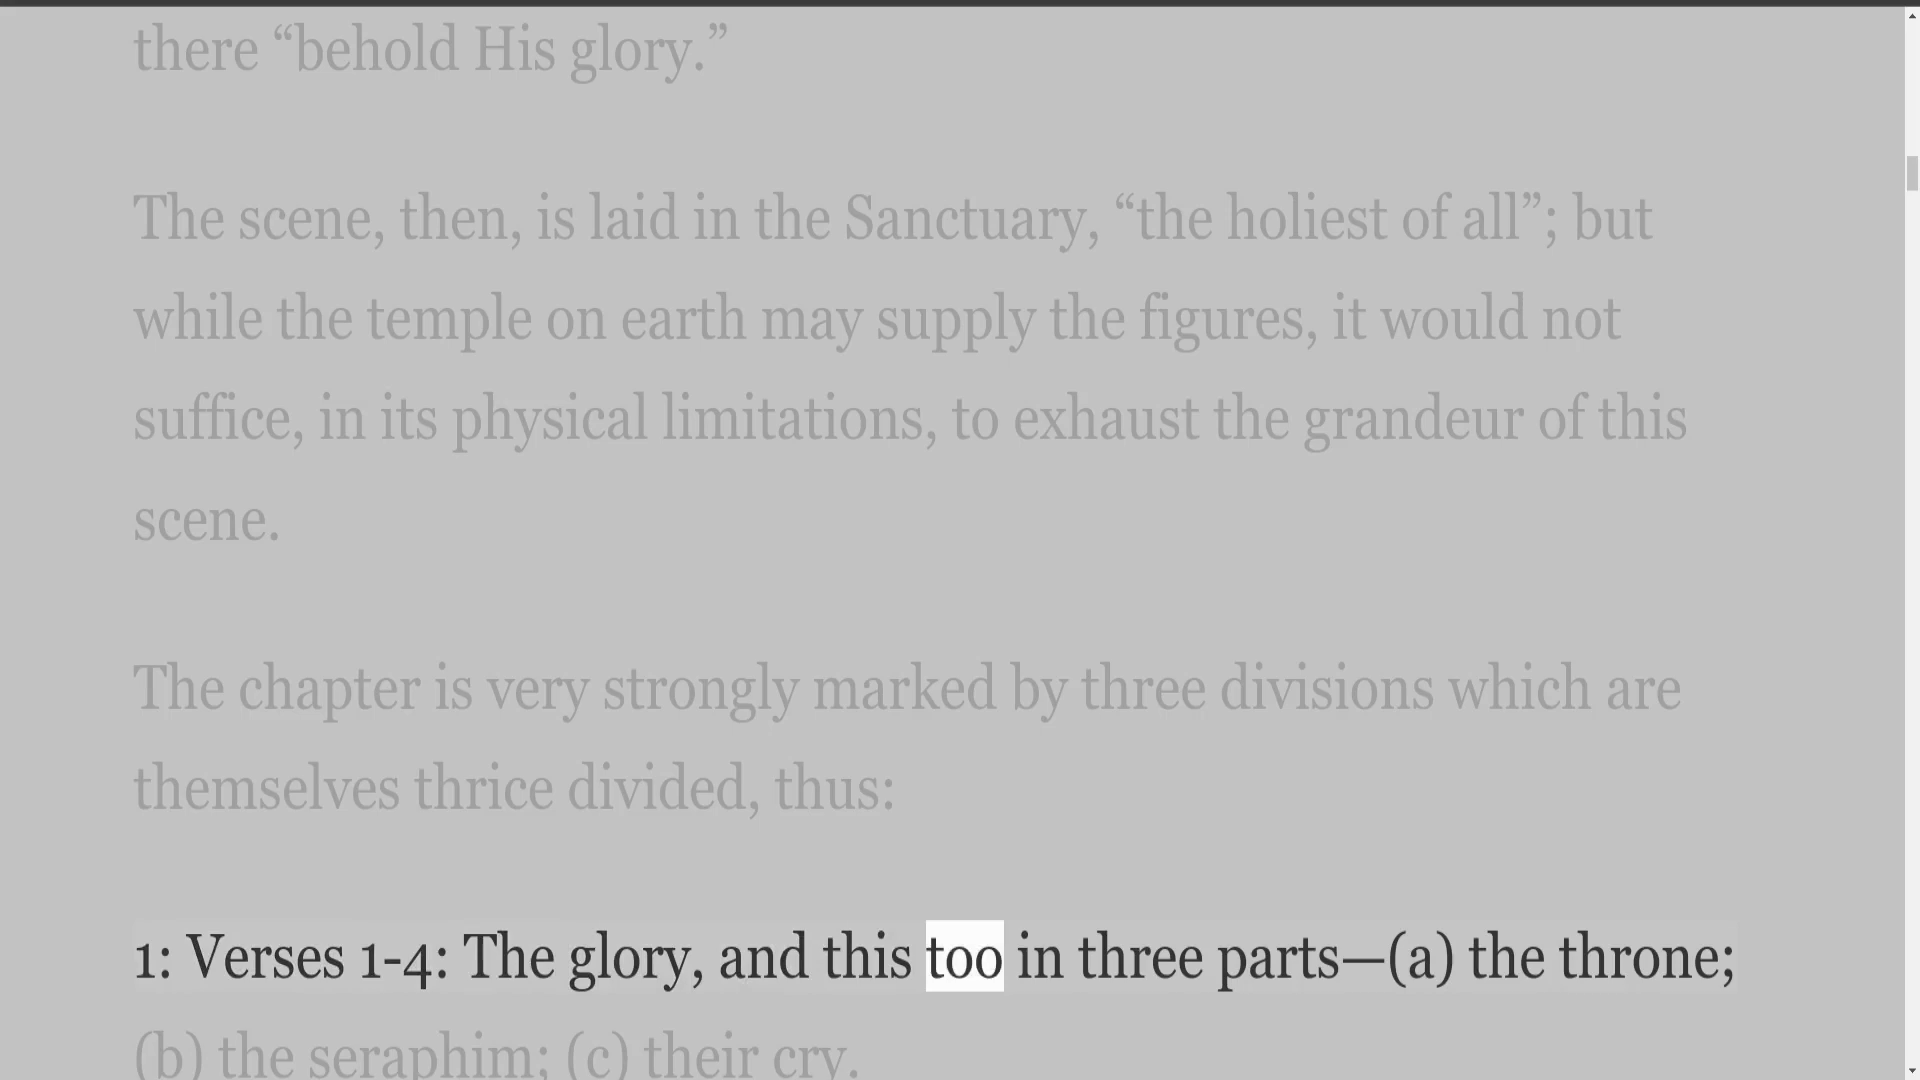 there “behold His glory.”
The scene, then, is laid in the Sanctuary, “the holiest of all”; but
while the temple on earth may supply the figures, it would not
suffice, in its physical limitations, to exhaust the grandeur of this
scene.
The chapter is very strongly marked by three divisions which are
themselves thrice divided, thus:
1: Verses 1-4: The glory, and this too in three parts—(a) the throne;
(b) the seraphim; (c) their cry.